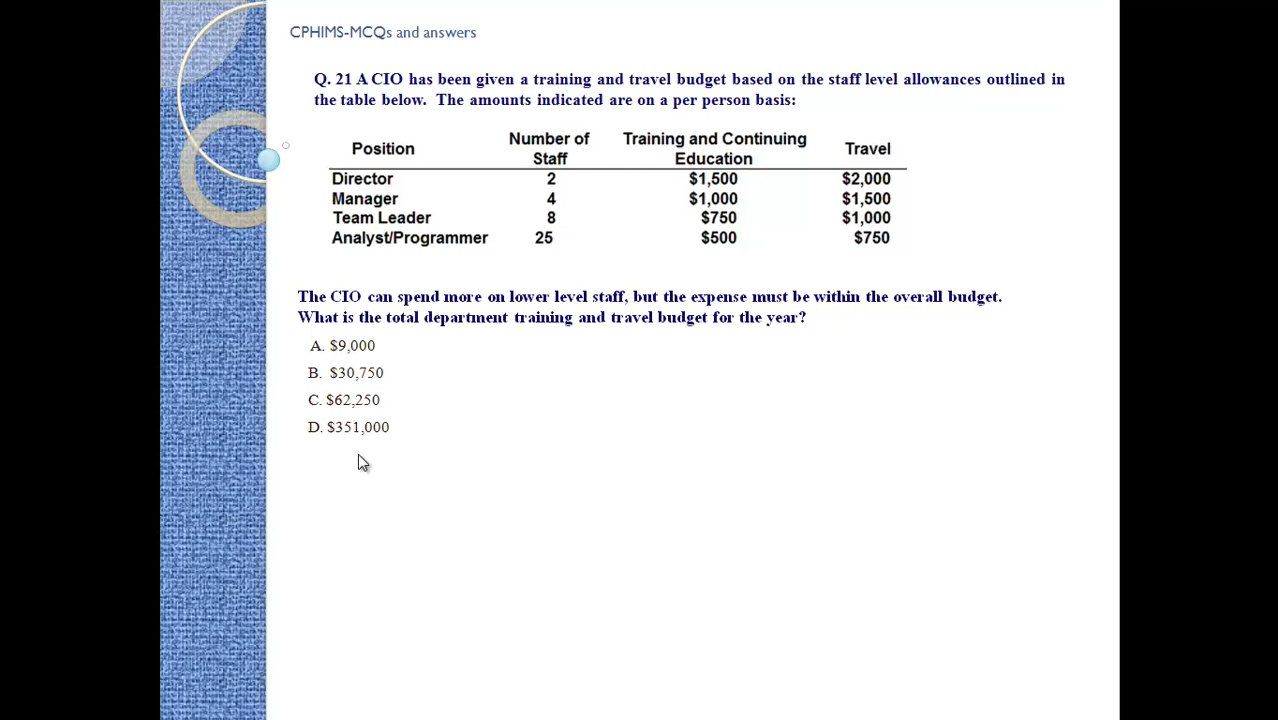 CPHIMS-MCQs and answers
Q. 21 A CIO has been given a training and travel budget based on the staff level allowances outlined in
the table below. The amounts indicated are on a per person basis:
Position Number of Staff Training and Continuing Education Travel
Director 2 $1,500 $2,000
Manager 4 $1,000 $1,500
Team Leader 8 $750 $1,000
Analyst/Programmer 25 $500 $750
The CIO can spend more on lower level staff, but the expense must be within the overall budget.
What is the total department training and travel budget for the year?
A. $9,000
B. $30,750
C. $62,250
D. $351,000